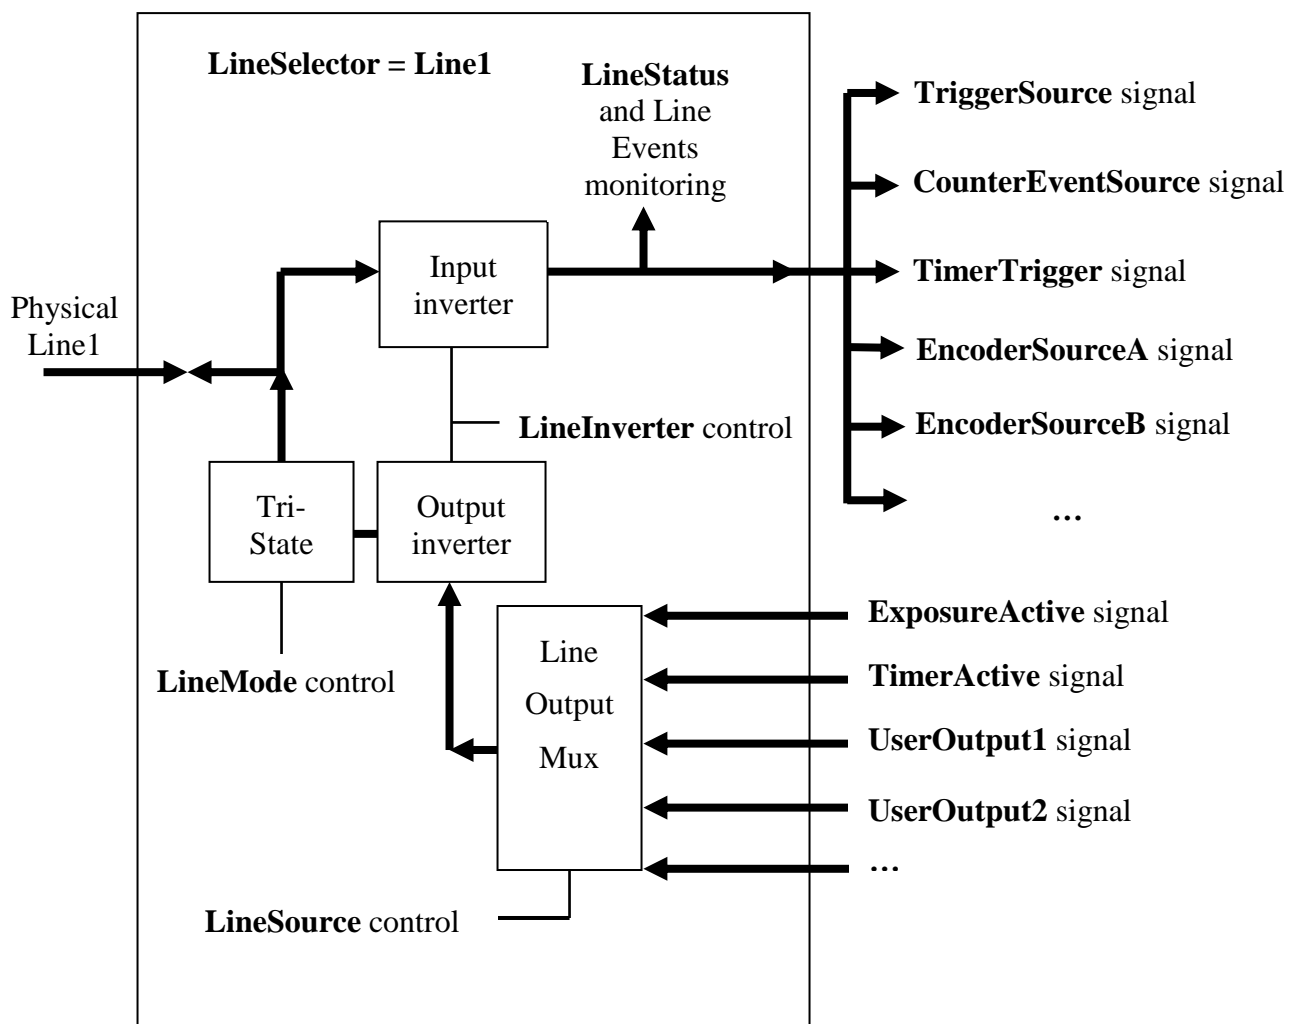 LineSelector = Line1
LineStatus
and Line
Events
monitoring
TriggerSource signal
CounterEventSource signal
TimerTrigger signal
EncoderSourceA signal
EncoderSourceB signal
...
Physical
Line1
Input
inverter
LineInverter control
Tri-
State
Output
inverter
LineMode control
Line
Output
Mux
ExposureActive signal
TimerActive signal
UserOutput1 signal
UserOutput2 signal
...
LineSource control